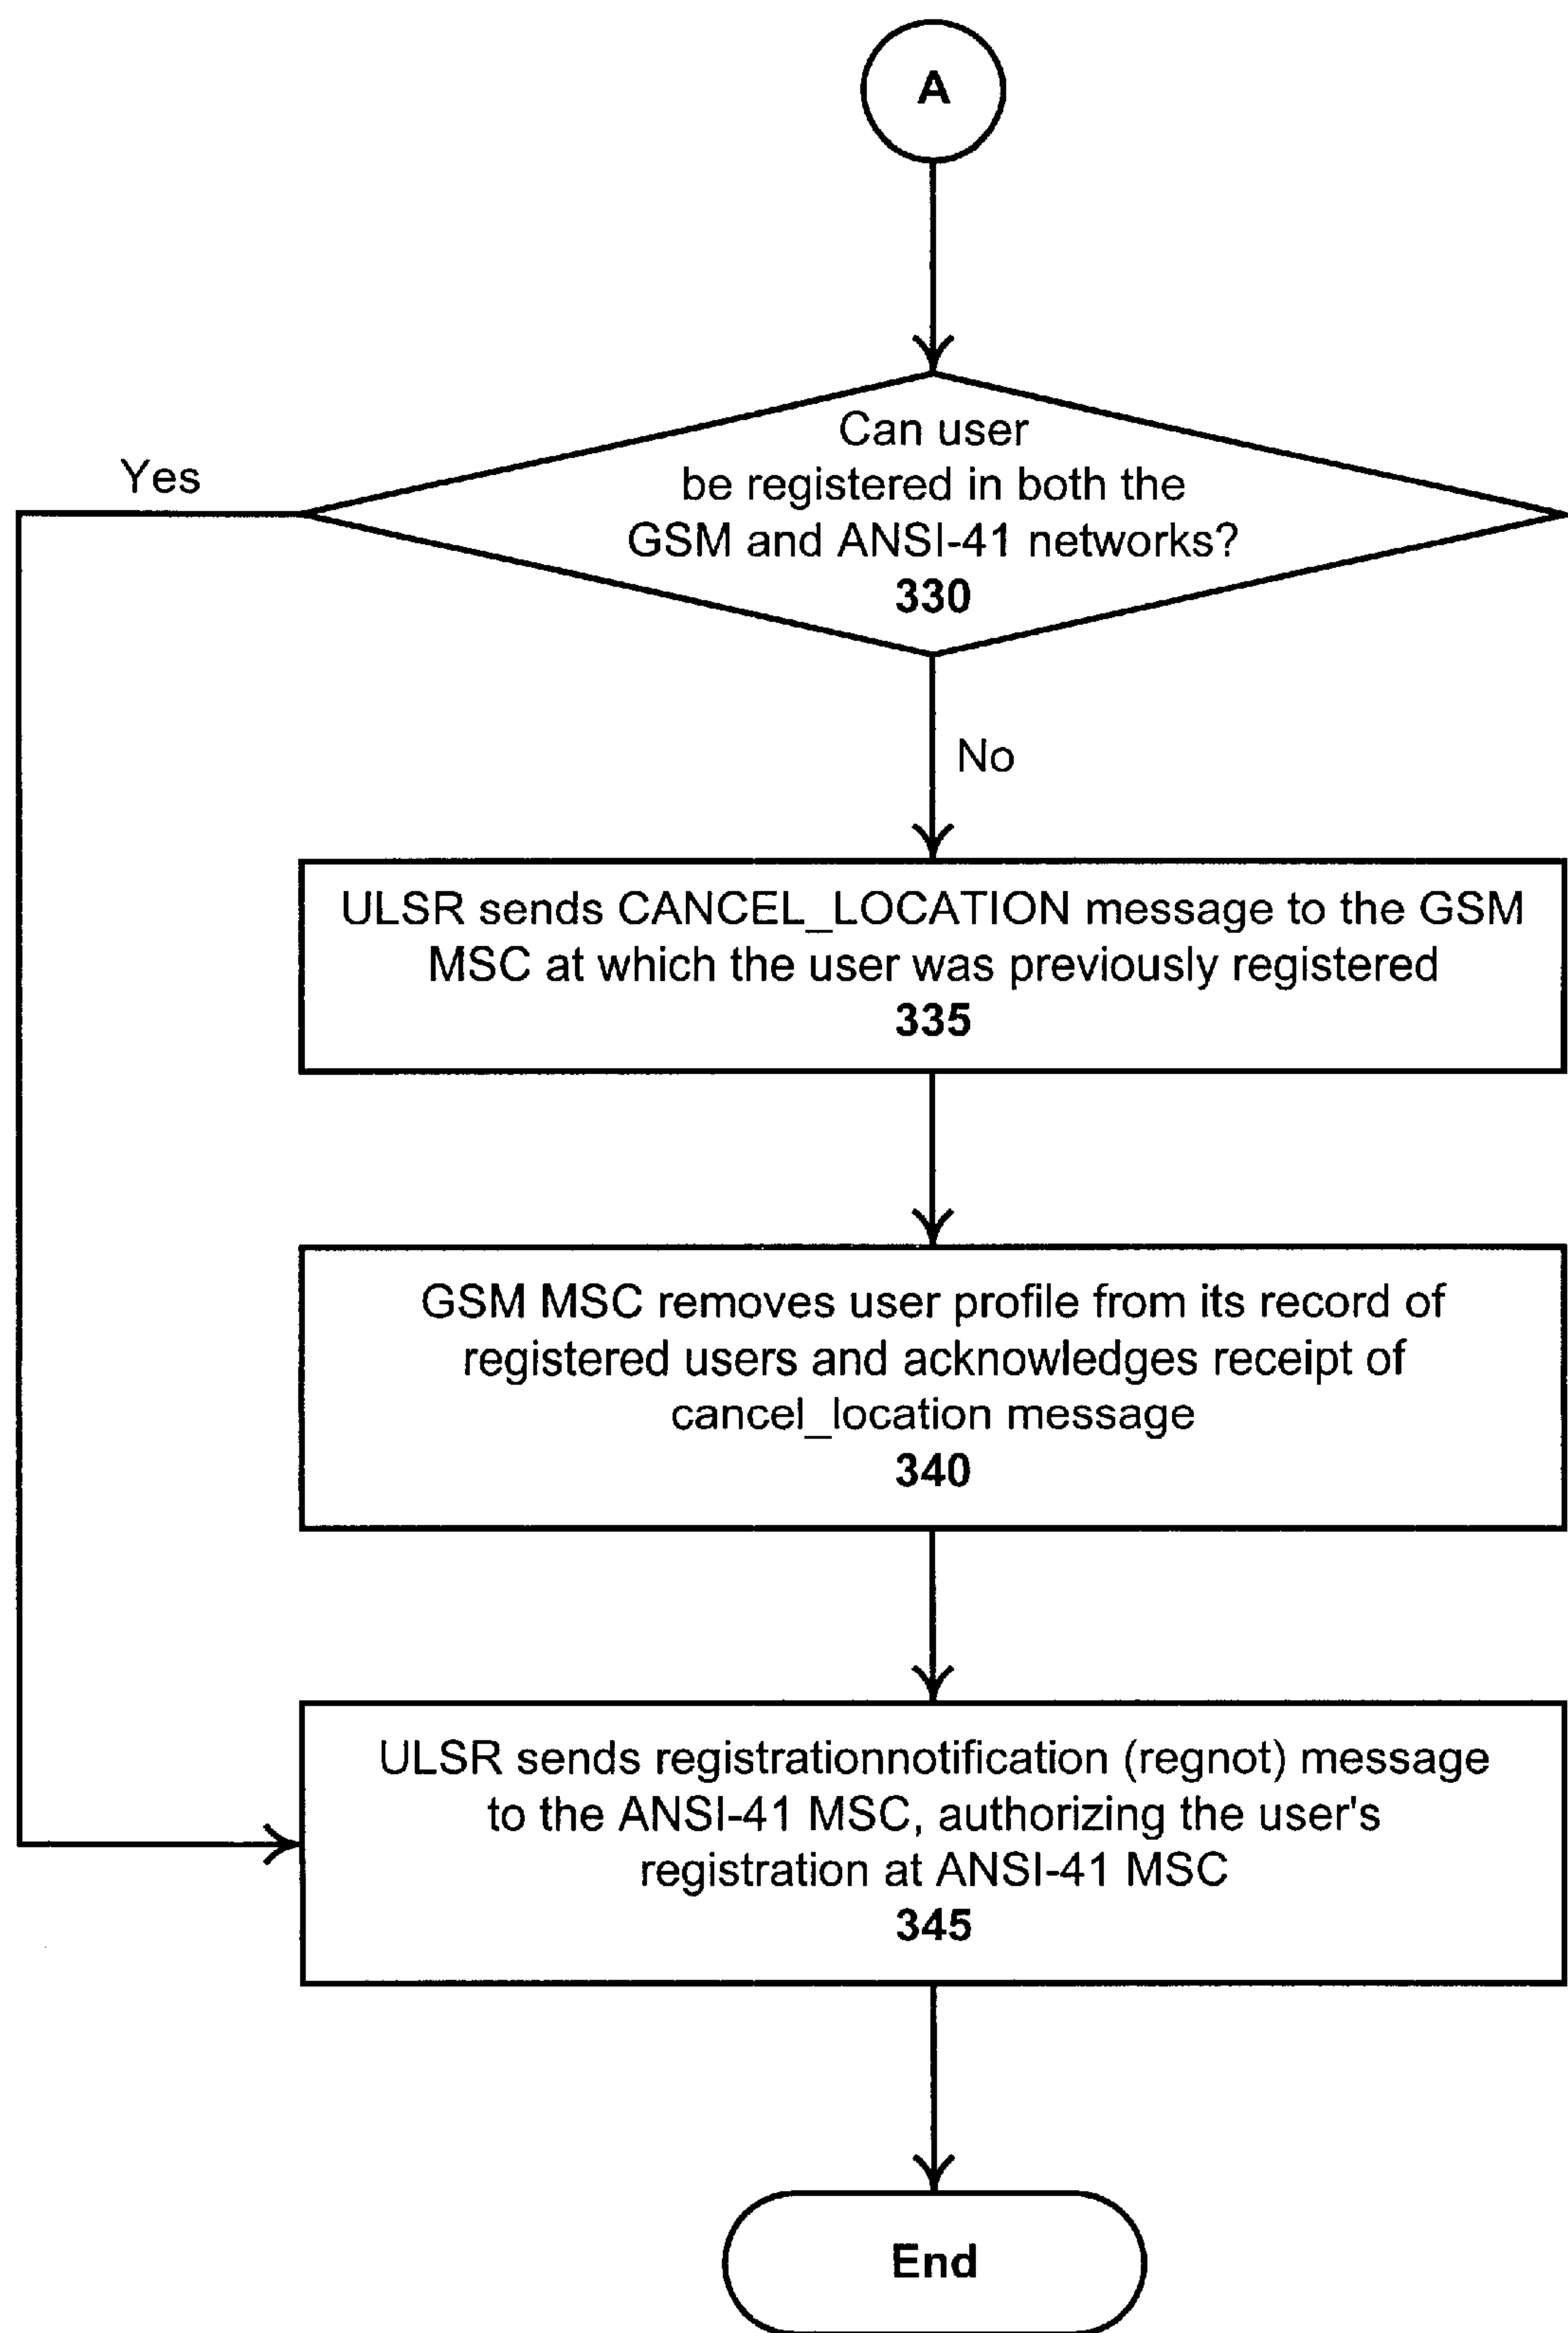 A
Can user
be registered in both the
GSM and ANSI-41 networks?
330
Yes
No
ULSR sends CANCEL_LOCATION message to the GSM
MSC at which the user was previously registered
335
GSM MSC removes user profile from its record of
registered users and acknowledges receipt of
cancel_location message
340
ULSR sends registrationnotification (regnot) message
to the ANSI-41 MSC, authorizing the user's
registration at ANSI-41 MSC
345
End